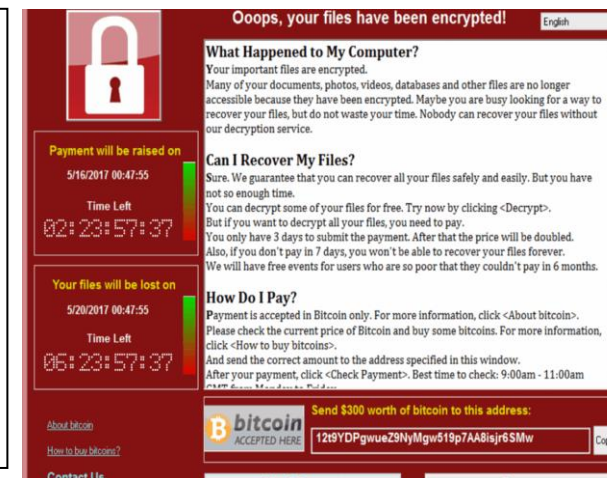 Ooops, your files have been encrypted!
English
What Happened to My Computer?
Your important files are encrypted.
Many of your documents, photos, videos, databases and other files are no longer
accessible because they have been encrypted. Maybe you are busy looking for a way to
recover your files, but do not waste your time. Nobody can recover your files without
our decryption service.
Can I Recover My Files?
Sure. We guarantee that you can recover all your files safely and easily. But you have
not so enough time.
You can decrypt some of your files for free. Try now by clicking <Decrypt>.
But if you want to decrypt all your files, you need to pay.
You only have 3 days to submit the payment. After that the price will be doubled.
Also, if you don't pay in 7 days, you won't be able to recover your files forever.
We will have free events for users who are so poor that they couldn't pay in 6 months.
How Do I Pay?
Payment is accepted in Bitcoin only. For more information, click <About bitcoin>.
Please check the current price of Bitcoin and buy some bitcoins. For more information,
click <How to buy bitcoins>.
And send the correct amount to the address specified in this window.
After your payment, click <Check Payment>. Best time to check: 9:00am - 11:00am
GMT from Monday to Friday.
Payment will be raised on
5/16/2017 00:47:55
Time Left
02:23:57:37
Your files will be lost on
5/20/2017 00:47:55
Time Left
06:23:57:37
About bitcoin
How to buy bitcoins?
Contact Us
bitcoin
ACCEPTED HERE
Send $300 worth of bitcoin to this address:
12t9YDPgwueZ9NyMgw519p7AA8isjr6SMw
Cop